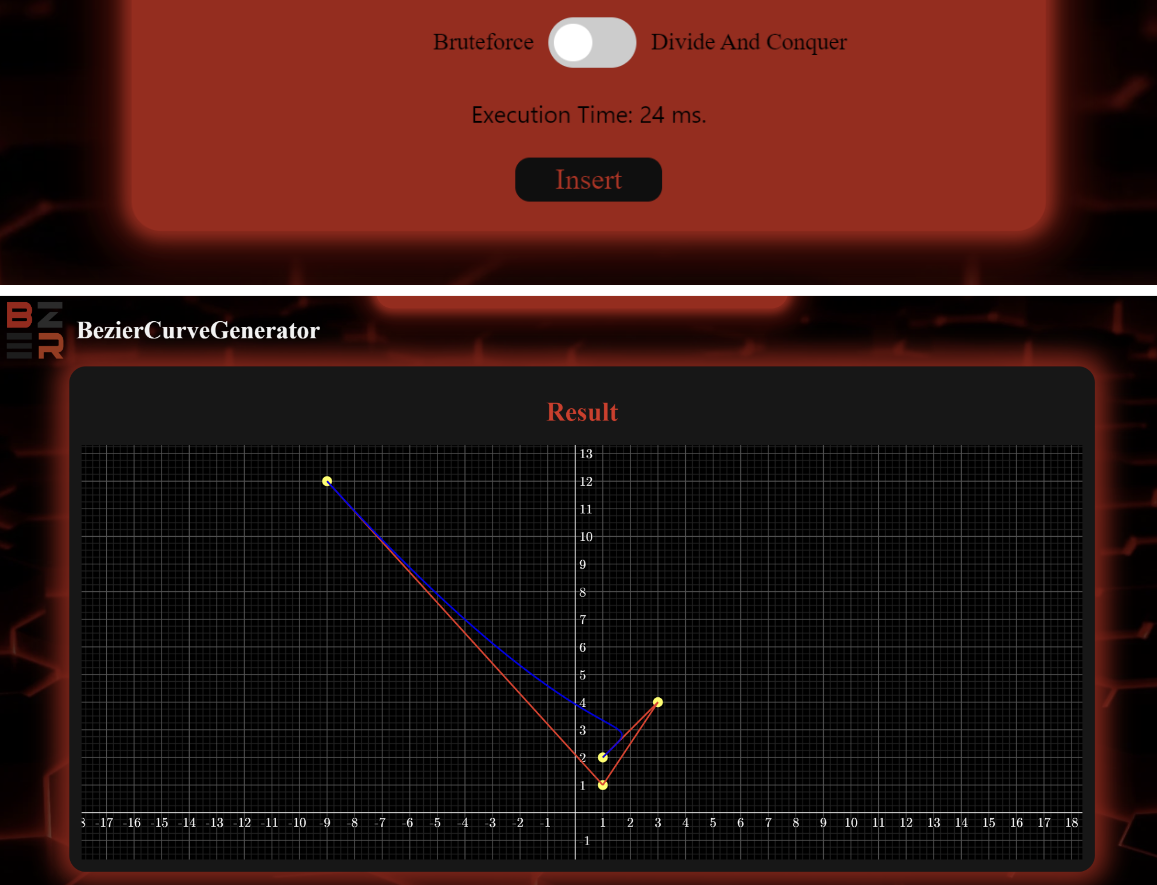 Bruteforce Divide And Conquer
Execution Time: 24 ms.
Insert
BEZIER
BezierCurveGenerator
Result
13
12
11
10
9
8
7
6
5
4
3
2
1
8 -17 -16 -15 -14 -13 -12 -11 -10 -9 -8 -7 -6 -5 -4 -3 -2 -1 1 2 3 4 5 6 7 8 9 10 11 12 13 14 15 16 17 18
-1